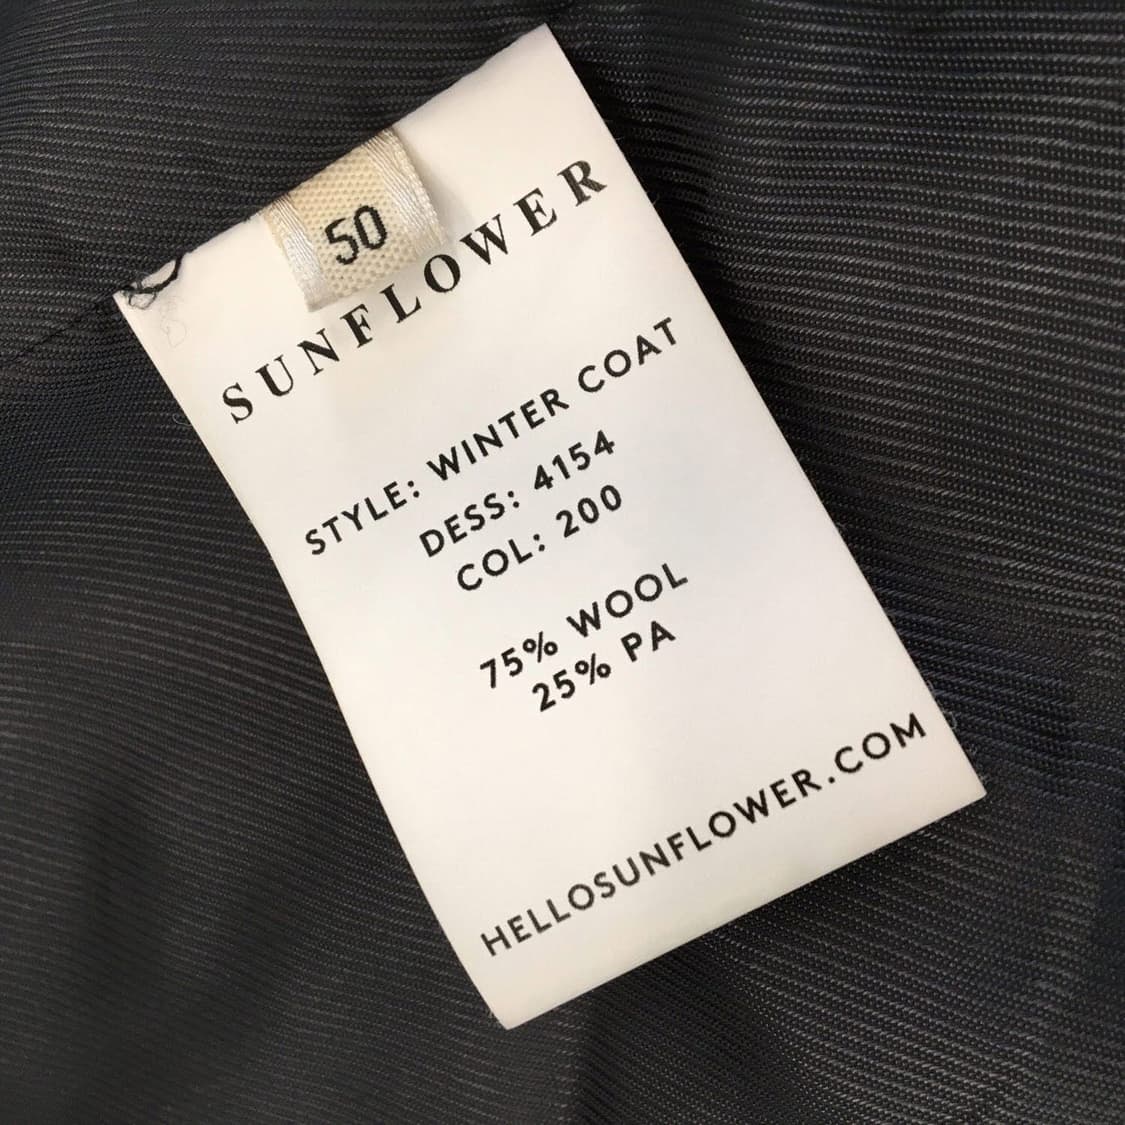 50
SUNFLOWER
STYLE: WINTER COAT
DESS: 4154
COL: 200
75% WOOL
25% PA
HELLOSUNFLOWER.COM